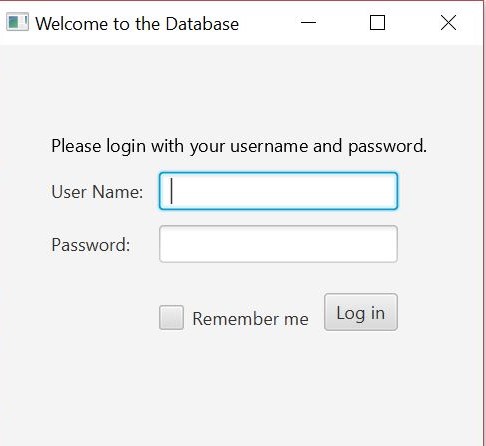 Welcome to the Database
Please login with your username and password.
User Name:
Password:
Remember me
Log in